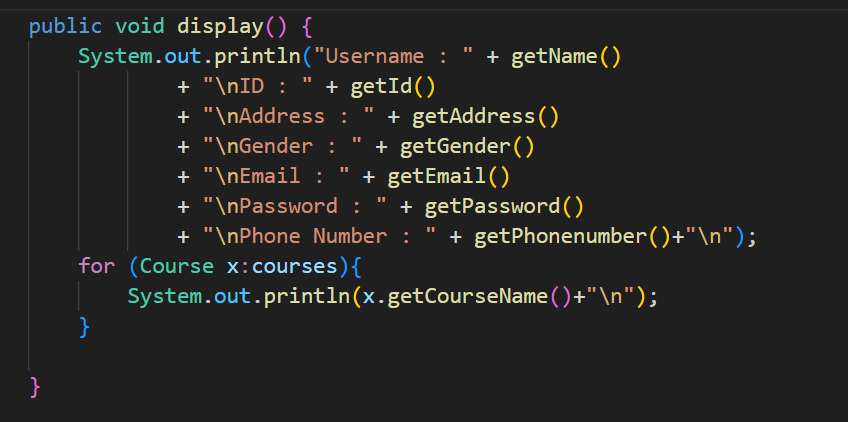 public void display() {
System.out.println("Username : " + getName()
+ "\nID : " + getId()
+ "\nAddress : " + getAddress()
+ "\nGender : " + getGender()
+ "\nEmail : " + getEmail()
+ "\nPassword : " + getPassword()
+ "\nPhone Number : " + getPhonenumber()+"\n");
for (Course x:courses){
System.out.println(x.getCourseName()+"\n");
}
}